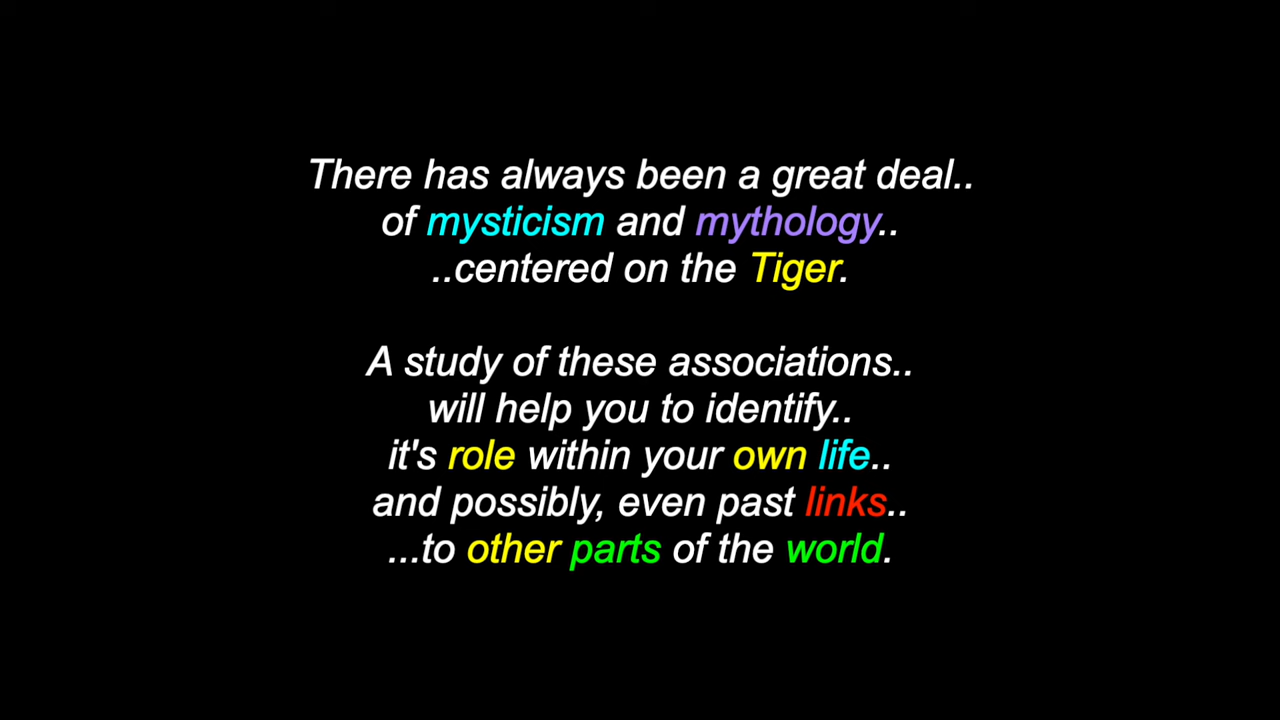 There has always been a great deal..
of mysticism and mythology..
..centered on the Tiger.
A study of these associations..
will help you to identify..
it's role within your own life..
and possibly, even past links..
...to other parts of the world.